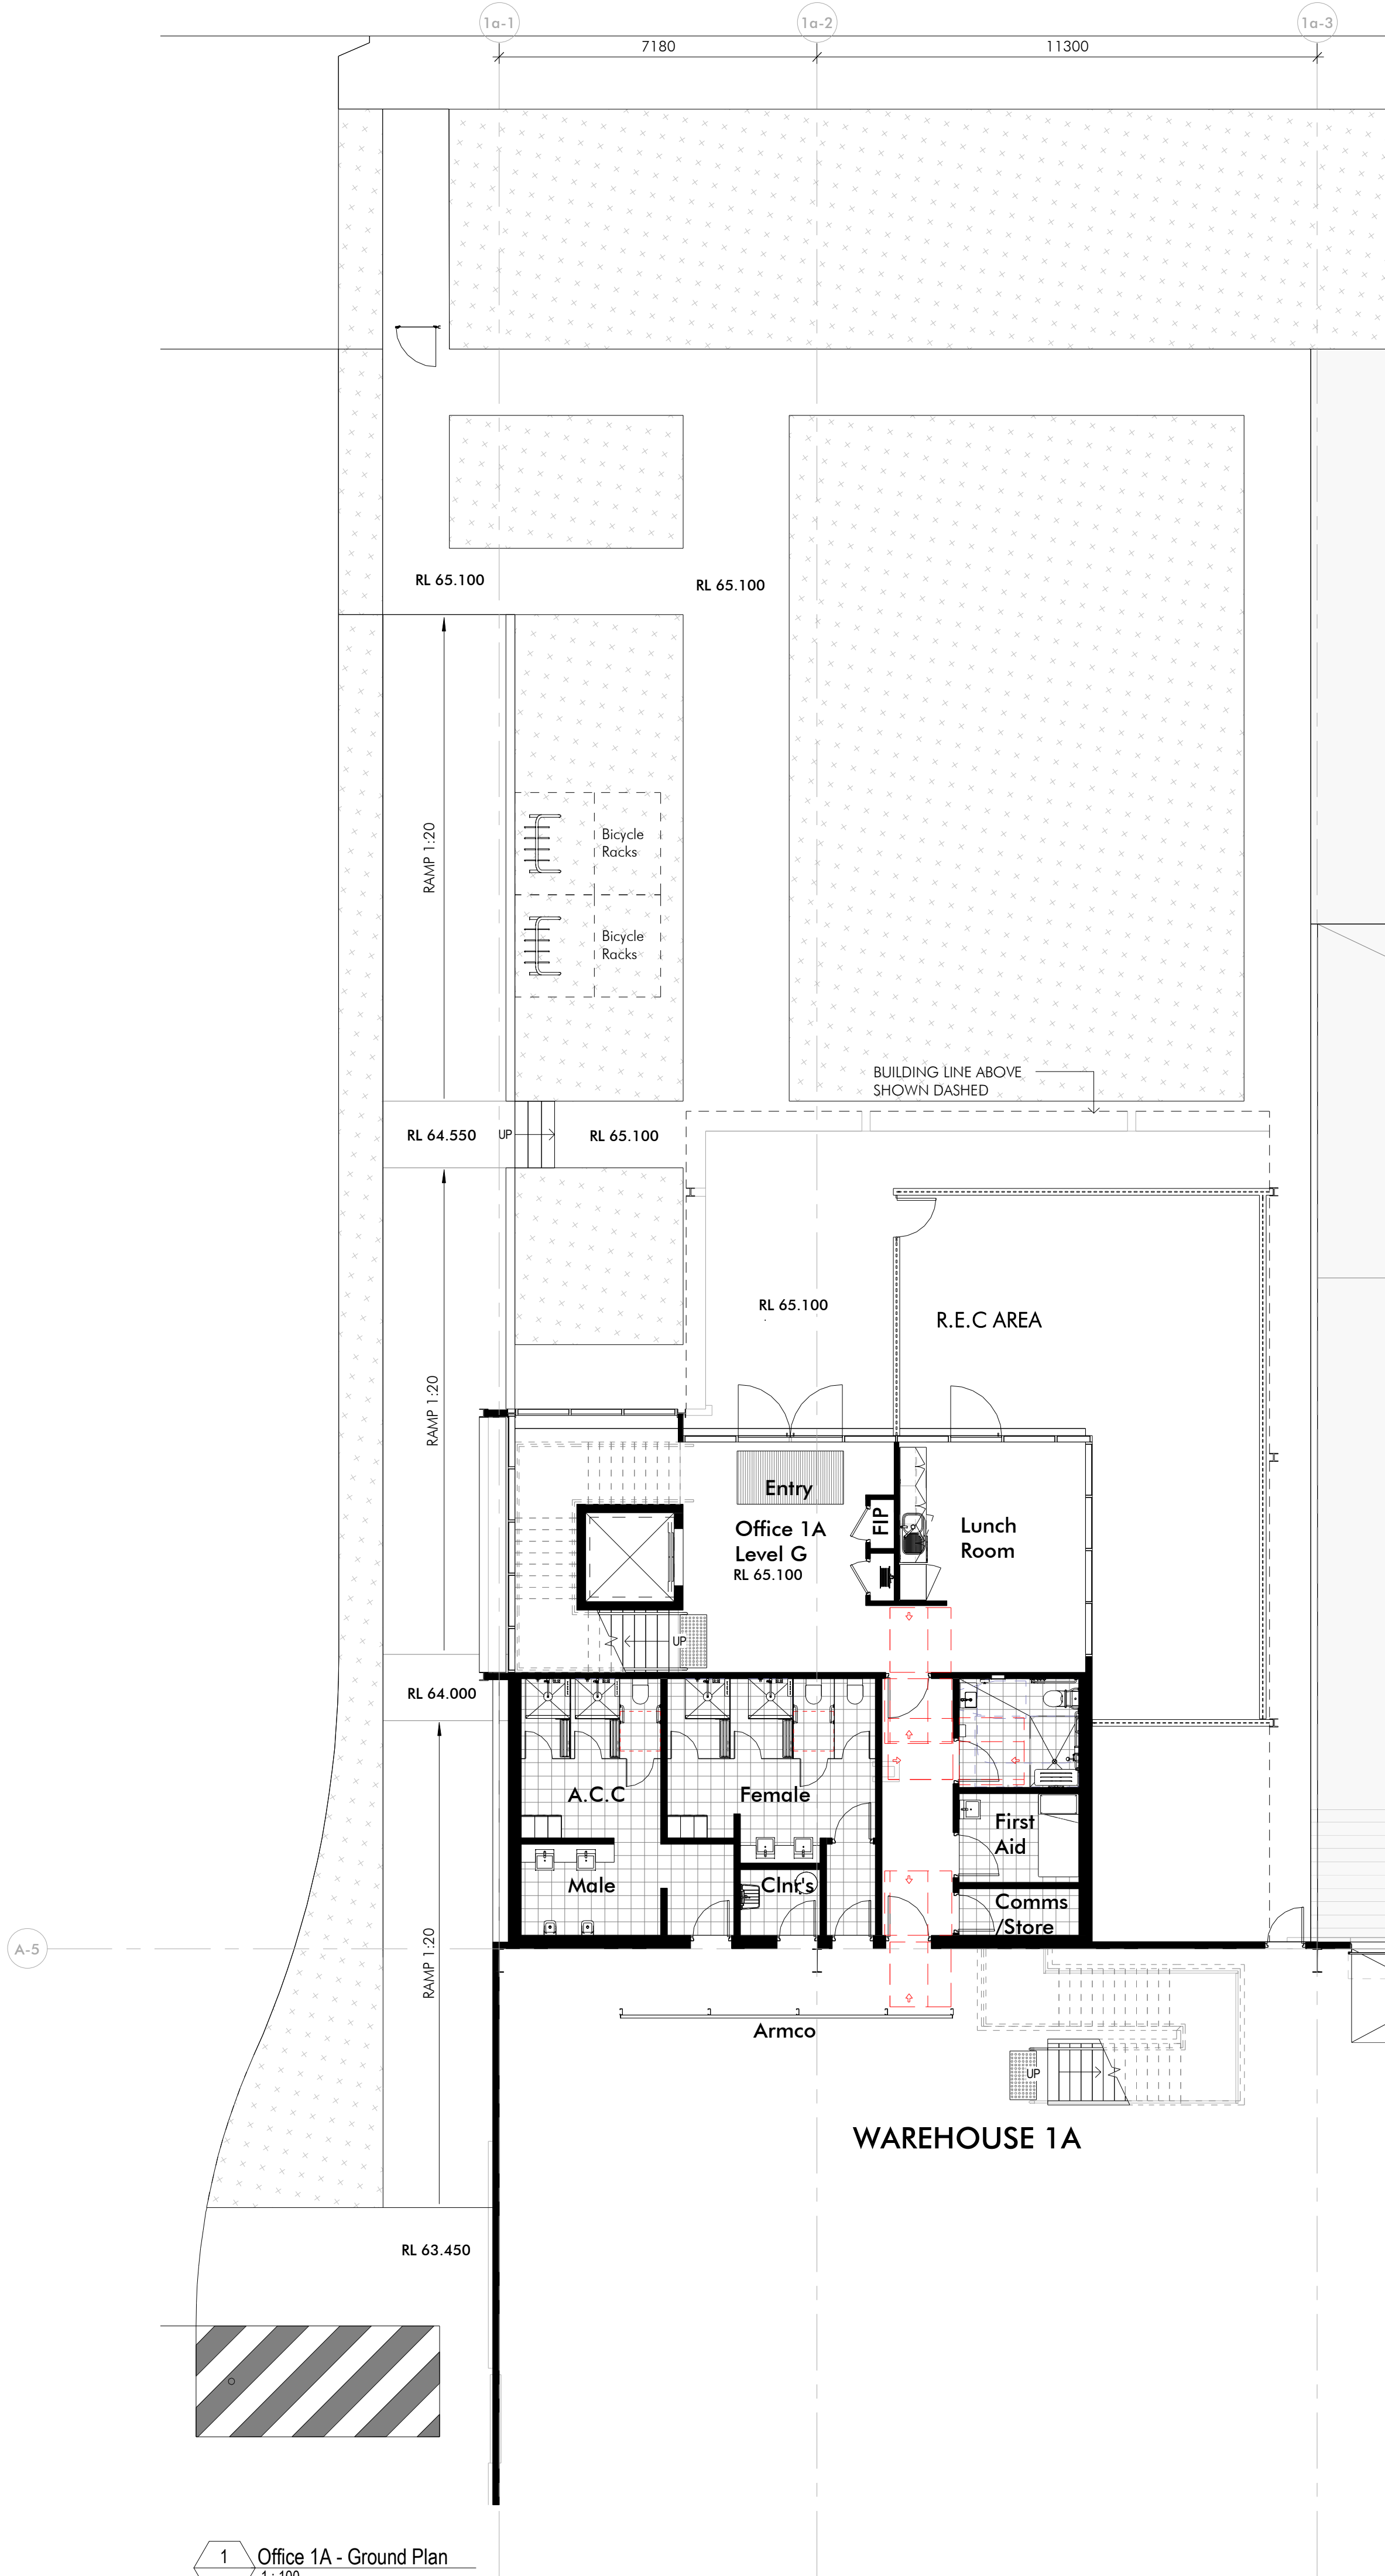 1a-1
1a-2
1a-3
7180
11300
RL 65.100
RL 65.100
RAMP 1:20
Bicycle
Racks
Bicycle
Racks
BUILDING LINE ABOVE
SHOWN DASHED
RL 64.550
UP
RL 65.100
RL 65.100
R.E.C AREA
RAMP 1:20
Entry
FIP
Office 1A
Level G
RL 65.100
Lunch
Room
UP
RL 64.000
A.C.C
Female
First
Aid
Male
Clnr's
Comms
/Store
A-5
RAMP 1:20
Armco
UP
WAREHOUSE 1A
RL 63.450
1
Office 1A - Ground Plan
1 : 100